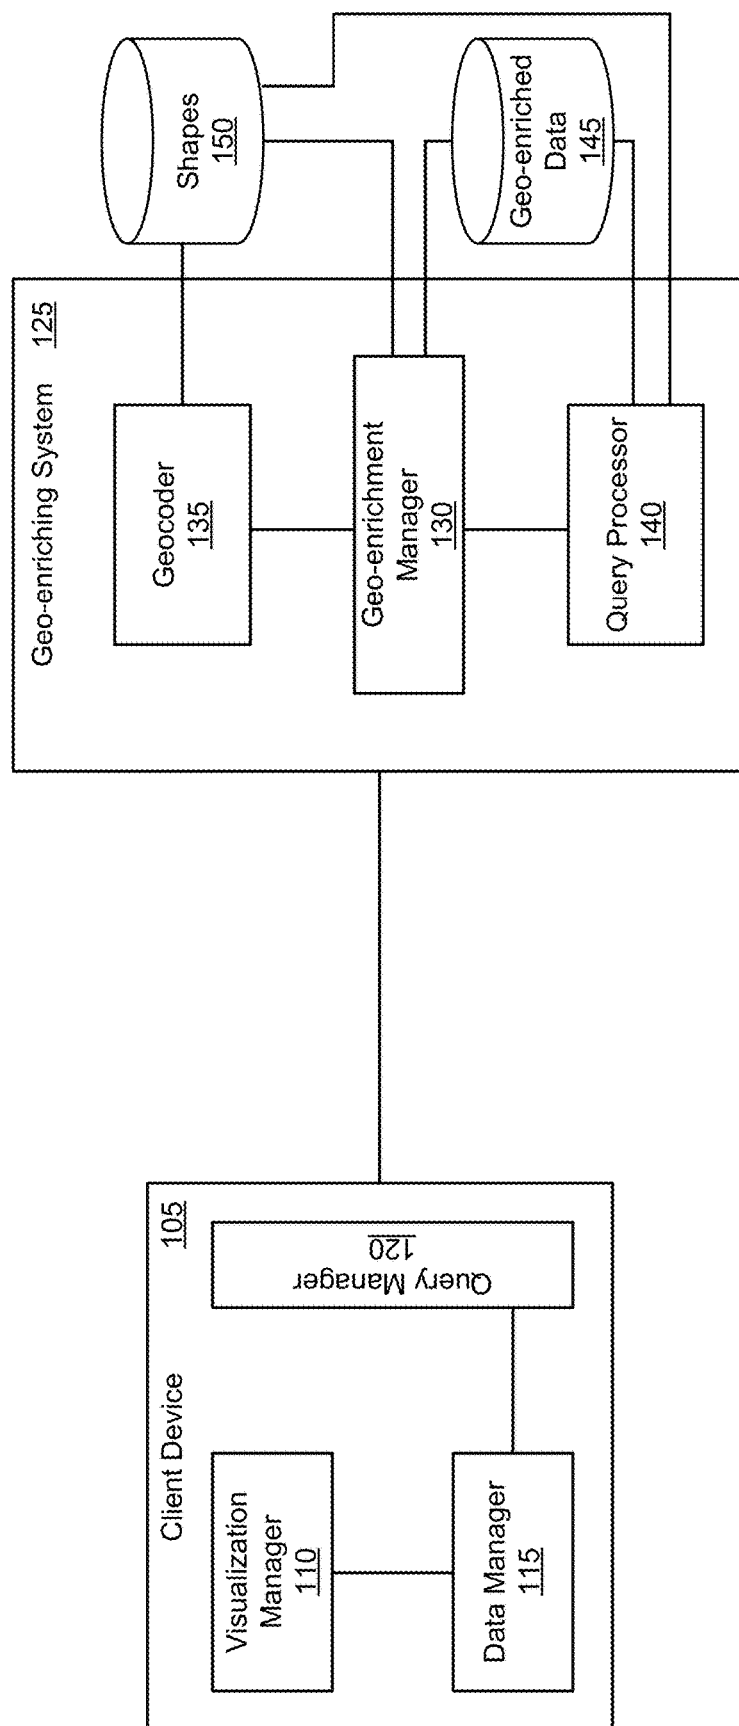 Client Device
105
Visualization
Manager
110
Data Manager
115
Query Manager
120
Geo-enriching System
125
Geocoder
135
Geo-enrichment
Manager
130
Query Processor
140
Shapes
150
Geo-enriched
Data
145